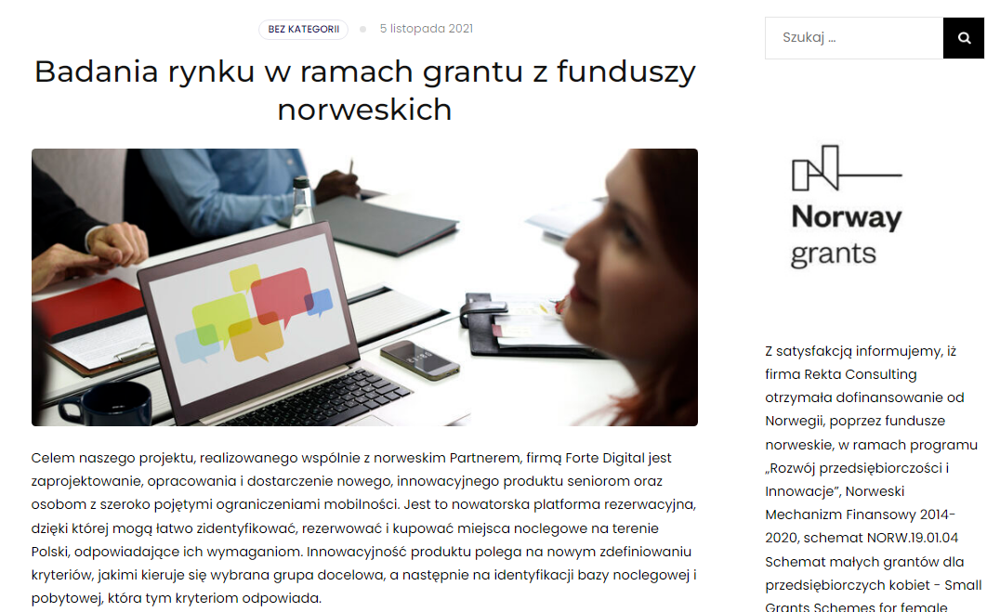 BEZ KATEGORII
5 listopada 2021
Badania rynku w ramach grantu z funduszy
norweskich
Celem naszego projektu, realizowanego wspólnie z norweskim Partnerem, firmą Forte Digital jest
zaprojektowanie, opracowania i dostarczenie nowego, innowacyjnego produktu seniorom oraz
osobom z szeroko pojętymi ograniczeniami mobilności. Jest to nowatorska platforma rezerwacyjna,
dzięki której mogą łatwo zidentyfikować, rezerwować i kupować miejsca noclegowe na terenie
Polski, odpowiadające ich wymaganiom. Innowacyjność produktu polega na nowym zdefiniowaniu
kryteriów, jakimi kieruje się wybrana grupa docelowa, a następnie na identyfikacji bazy noclegowej i
pobytowej, która tym kryteriom odpowiada.
Szukaj …
Norway
grants
Z satysfakcją informujemy, iż
firma Rekta Consulting
otrzymała dofinansowanie od
Norwegii, poprzez fundusze
norweskie, w ramach programu
„Rozwój przedsiębiorczości i
Innowacje”, Norweski
Mechanizm Finansowy 2014-
2020, schemat NORW.19.01.04
Schemat małych grantów dla
przedsiębiorczych kobiet - Small
Grants Schemes for female